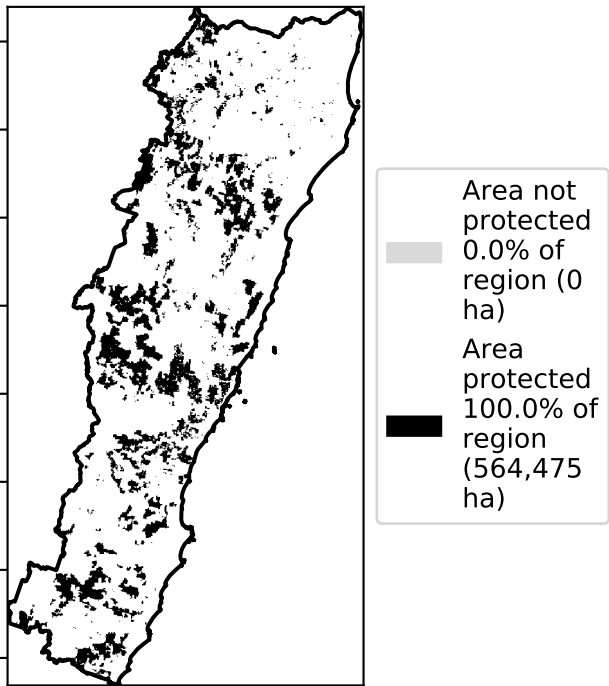 Area not
protected
0.0% of
region (0
ha)
Area
protected
100.0% of
region
(564,475
ha)